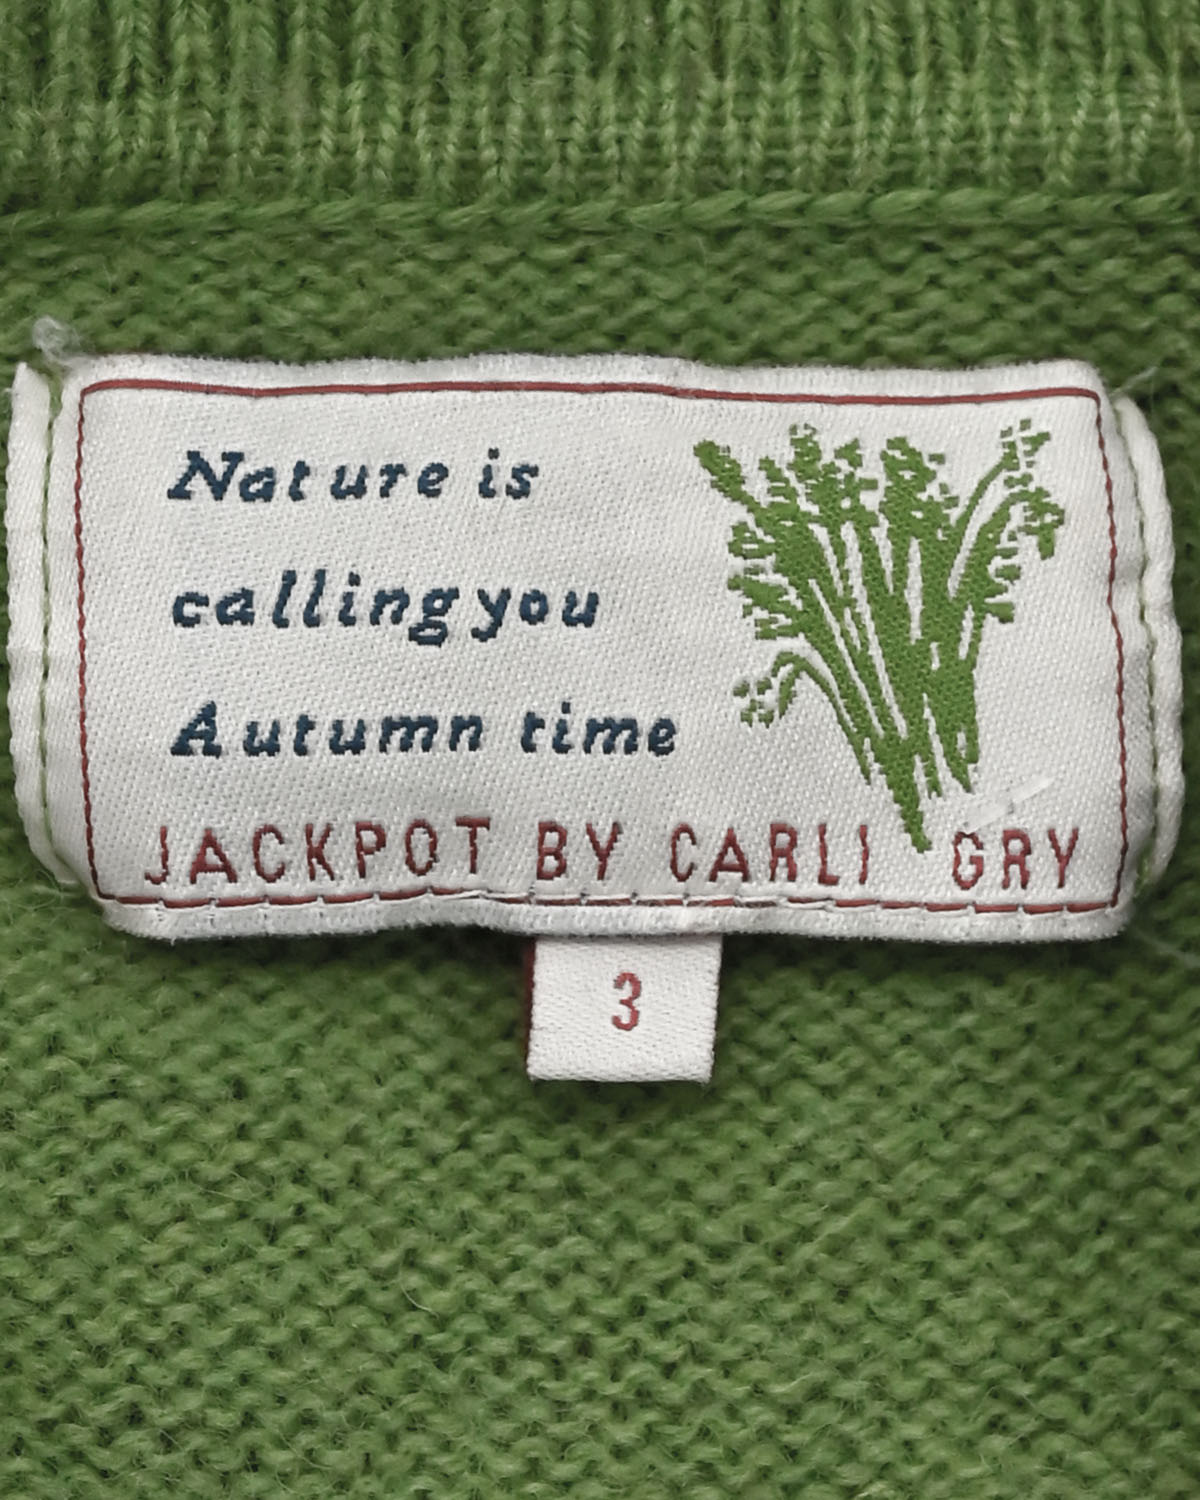 Nature is
calling you
Autumn time
JACKPOT BY CARLI GRY
3